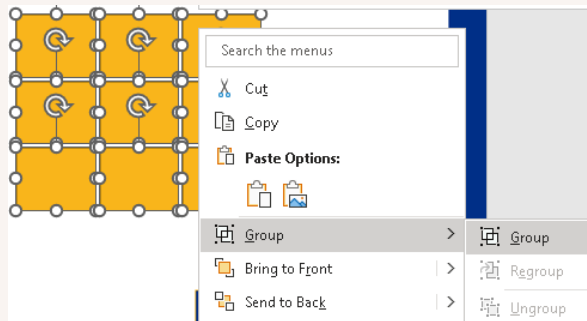 Search the menus
Cut
Copy
Paste Options:
Group
Group
Bring to Front
Regroup
Send to Back
Ungroup